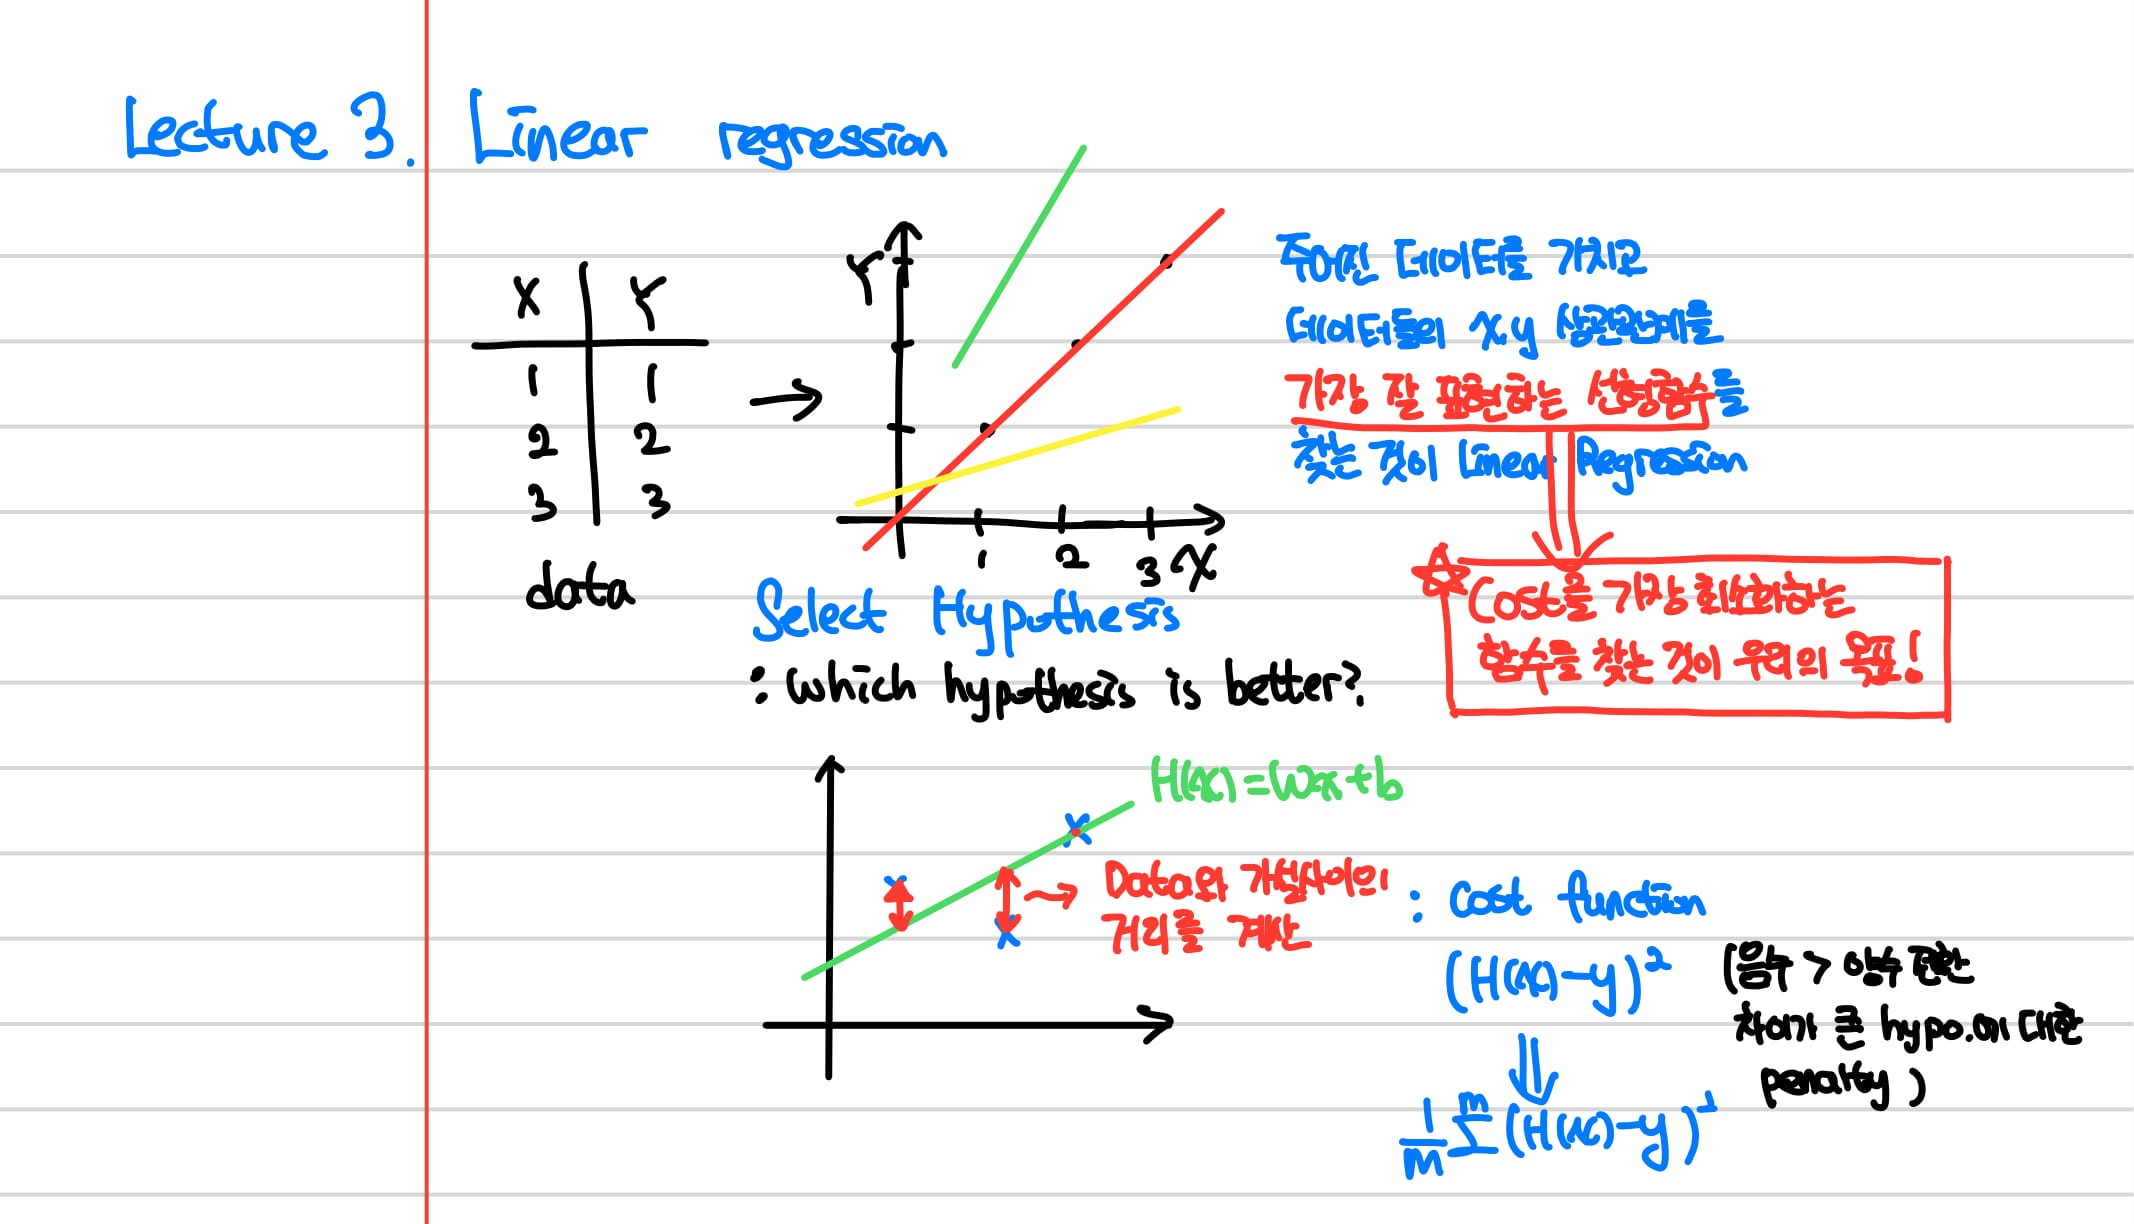 Lecture 3. Linear regression
X Y
1 1
2 2
3 3
data
Y
1 2 3 X
주어진 데이터를 가지고
데이터들의 x.y 상관관계를
가장 잘 표현하는 선형함수를
찾는 것이 Linear Regression
☆ Cost를 가장 최소화하는
함수를 찾는 것이 우리의 목표!
Select Hypothesis
: Which hypothesis is better?
H(x)=Wx+b
Data와 가설사이의
거리를 계산
: Cost function
(H(x)-y)²
(음수 > 양수 전환
차이가 큰 hypo.에 대한
penalty)
⇓
1/m Σ^m (H(x)-y)²